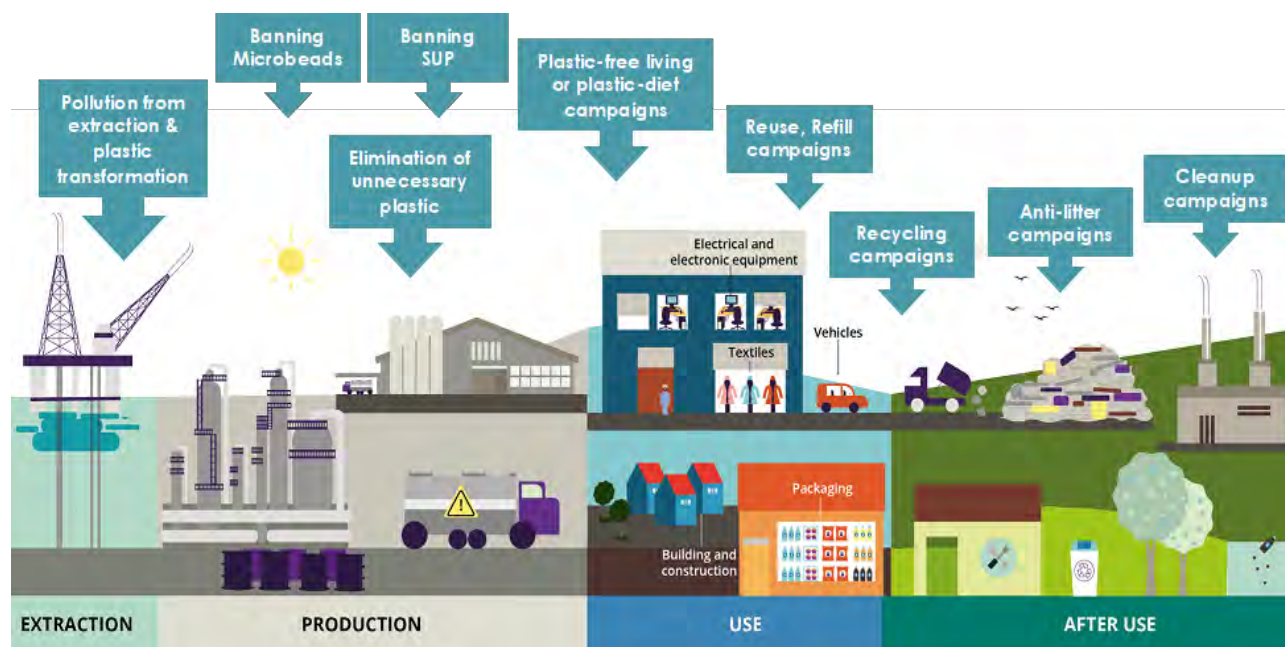 Banning
Microbeads
Banning
SUP
Plastic-free living
or plastic-diet
campaigns
Pollution from
extraction &
plastic
transformation
Elimination of
unnecessary
plastic
Reuse, Refill
campaigns
Recycling
campaigns
Anti-litter
campaigns
Cleanup
campaigns
Electrical and
electronic equipment
Textiles
Vehicles
Packaging
Building and
construction
!
EXTRACTION
PRODUCTION
USE
AFTER USE